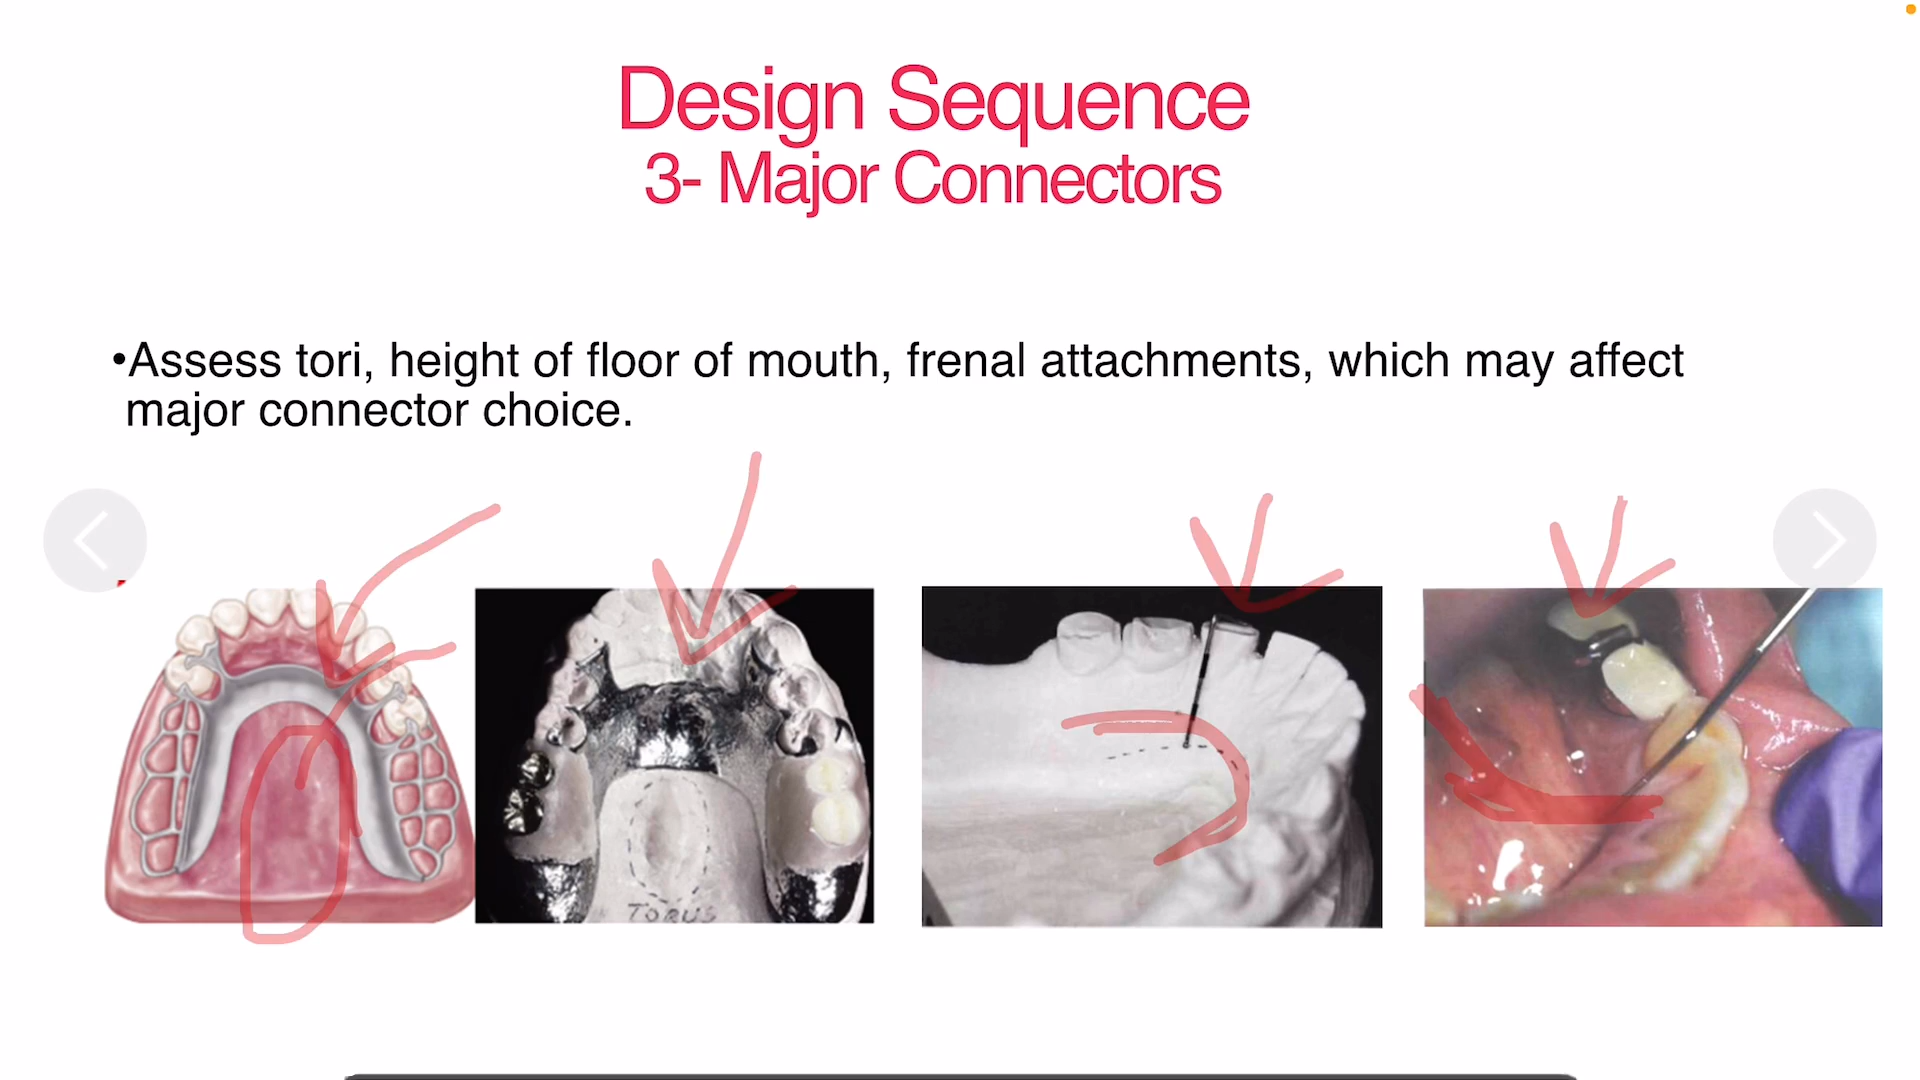 Design Sequence
3- Major Connectors
•Assess tori, height of floor of mouth, frenal attachments, which may affect
major connector choice.
TORUS